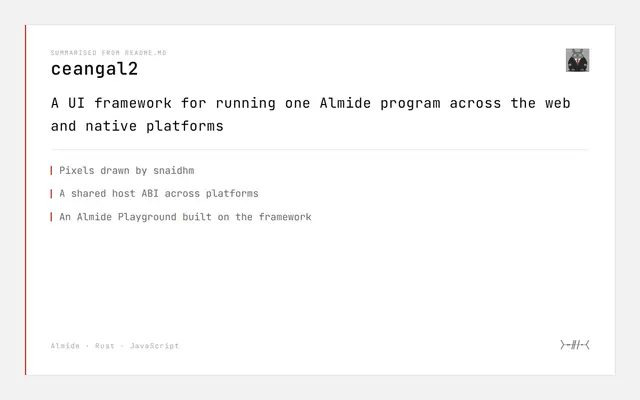 SUMMARISED FROM README.MD
ceangal2
A UI framework for running one Almide program across the web
and native platforms
Pixels drawn by snaidhm
A shared host ABI across platforms
An Almide Playground built on the framework
Almide · Rust · JavaScript